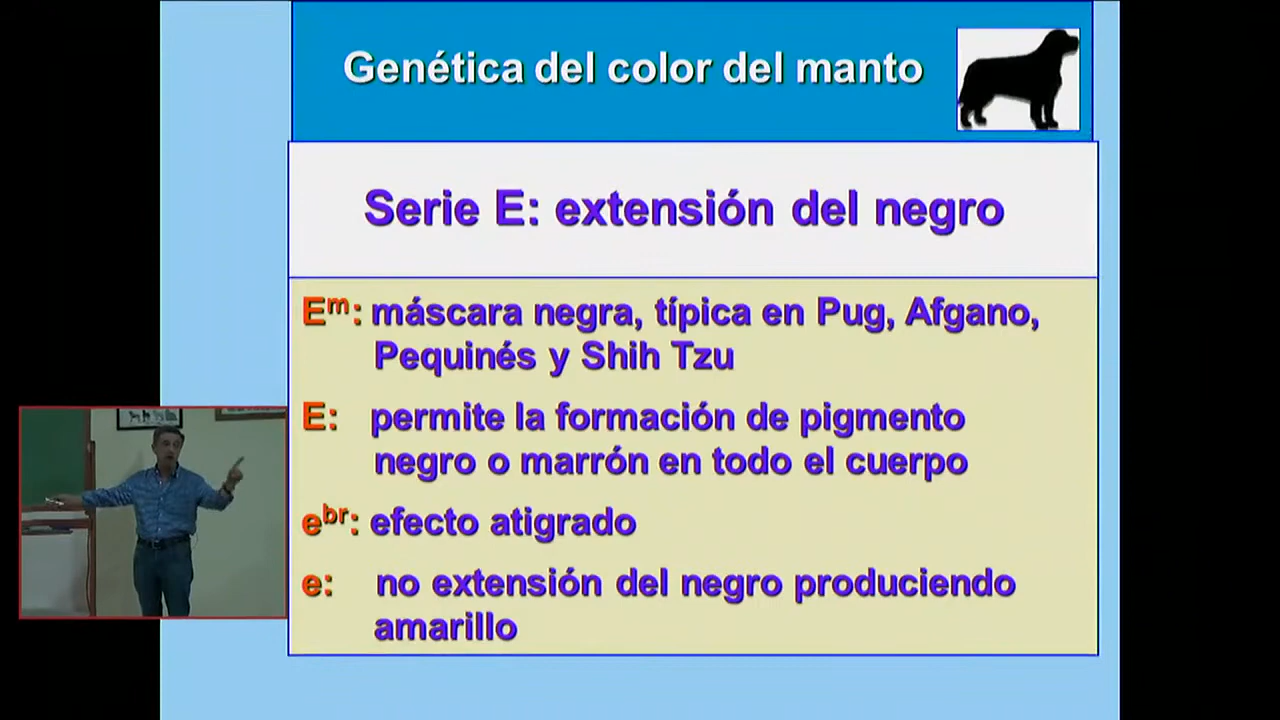 Genética del color del manto
Serie E: extensión del negro
Eᵐ: máscara negra, típica en Pug, Afgano,
Pequinés y Shih Tzu
E: permite la formación de pigmento
negro o marrón en todo el cuerpo
eᵇʳ: efecto atigrado
e: no extensión del negro produciendo
amarillo